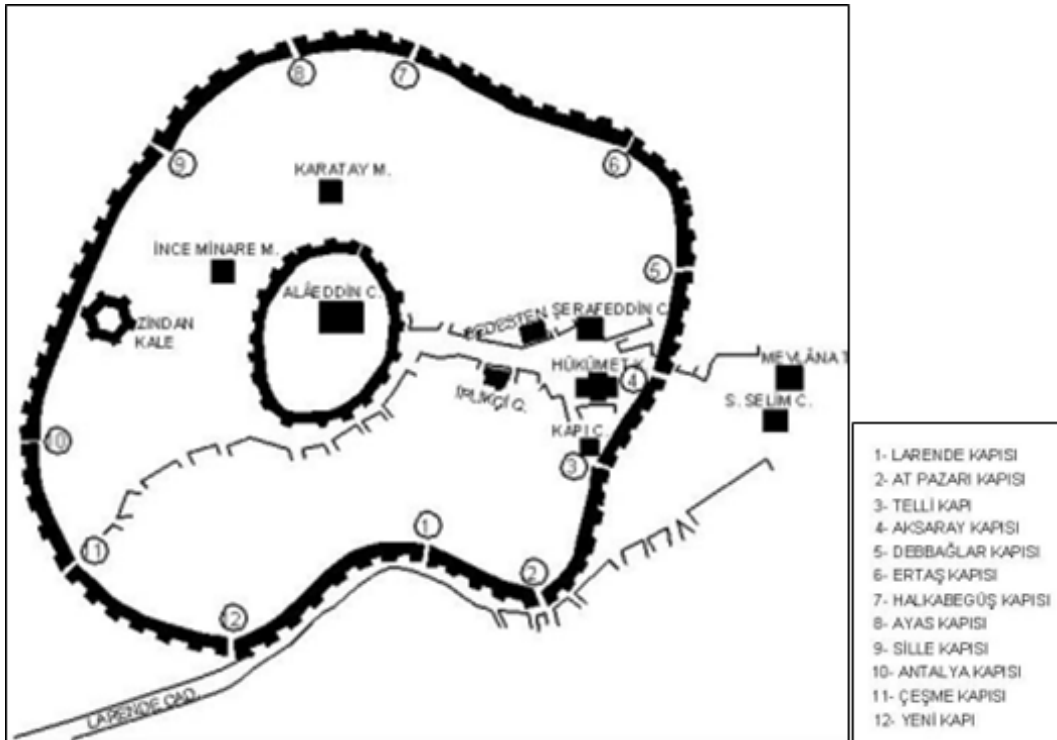 8
7
9
6
KARATAY M.
İNCE MİNARE M.
5
ALÂEDDİN C.
BEDESTEN
ŞERAFEDDİN C.
ZİNDAN
KALE
MEVLÂNA T
HÜKÜMET K.
4
İPLİKÇİ C.
S. SELİM C.
KAPI C.
10
3
1
11
2
12
LARENDE CAD.
1- LARENDE KAPISI
2- AT PAZARI KAPISI
3- TELLİ KAPI
4- AKSARAY KAPISI
5- DEBBAĞLAR KAPISI
6- ERTAŞ KAPISI
7- HALKABEGÜŞ KAPISI
8- AYAS KAPISI
9- SİLLE KAPISI
10- ANTALYA KAPISI
11- ÇEŞME KAPISI
12- YENİ KAPI